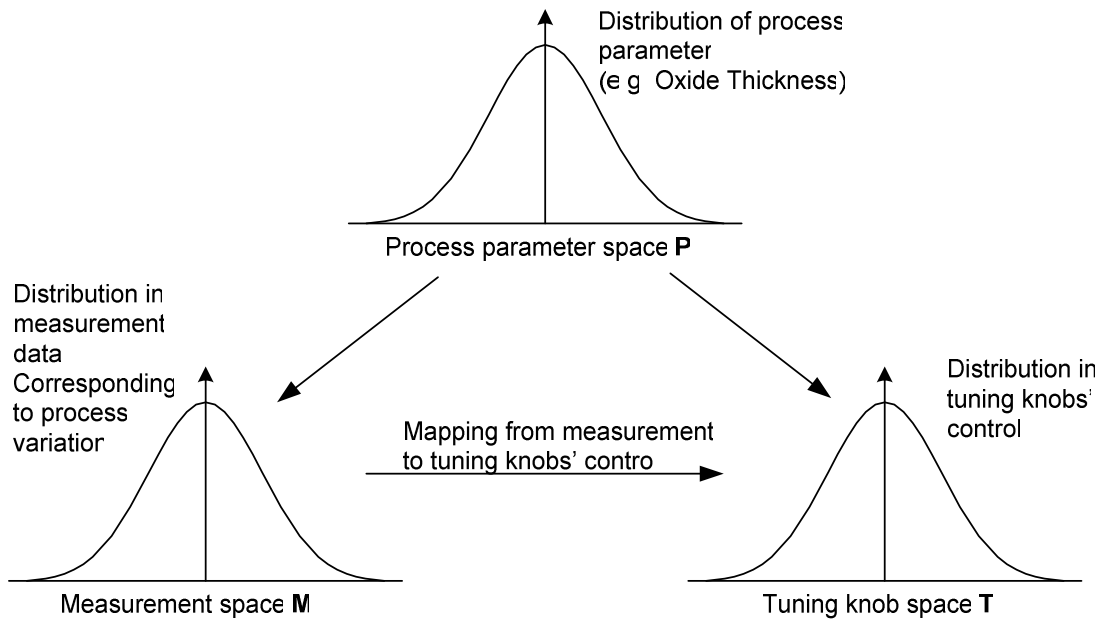 Distribution of process
parameter
(e g Oxide Thickness)
Process parameter space P
Distribution in
measurement
data
Corresponding
to process
variation
Distribution in
tuning knobs'
control
Mapping from measurement
to tuning knobs' contro
Measurement space M
Tuning knob space T